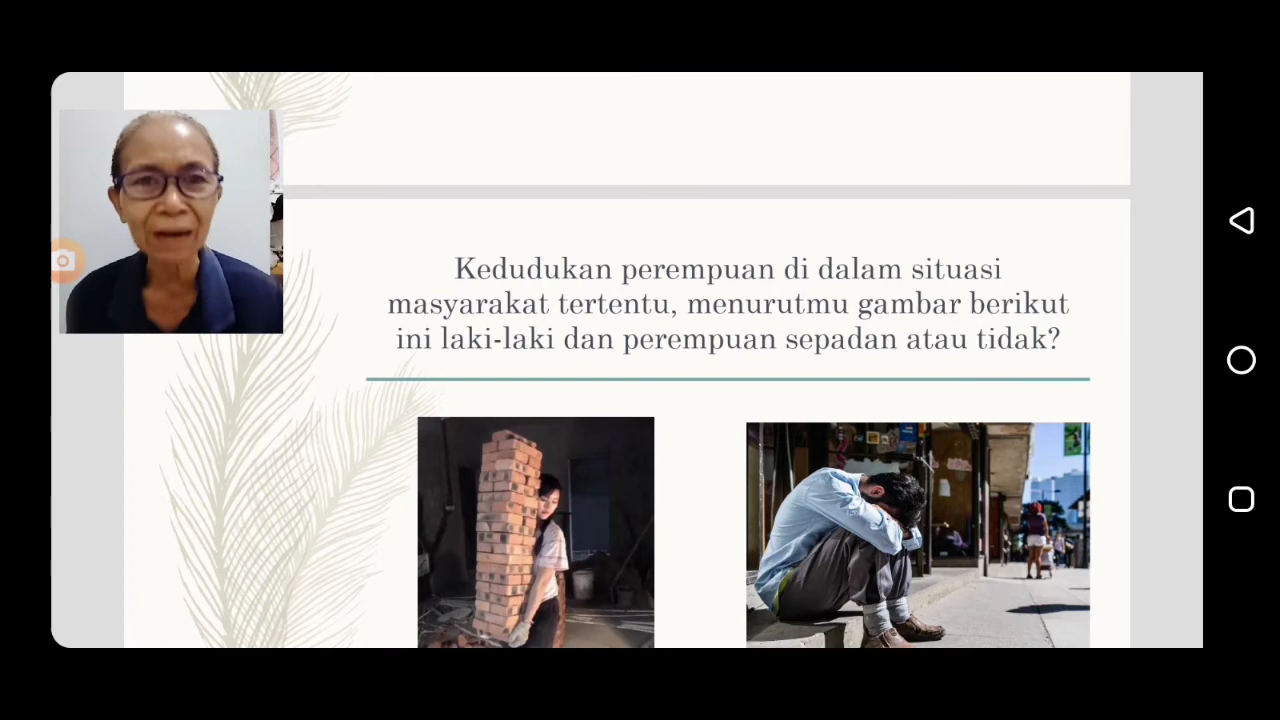 Kedudukan perempuan di dalam situasi
masyarakat tertentu, menurutmu gambar berikut
ini laki-laki dan perempuan sepadan atau tidak?